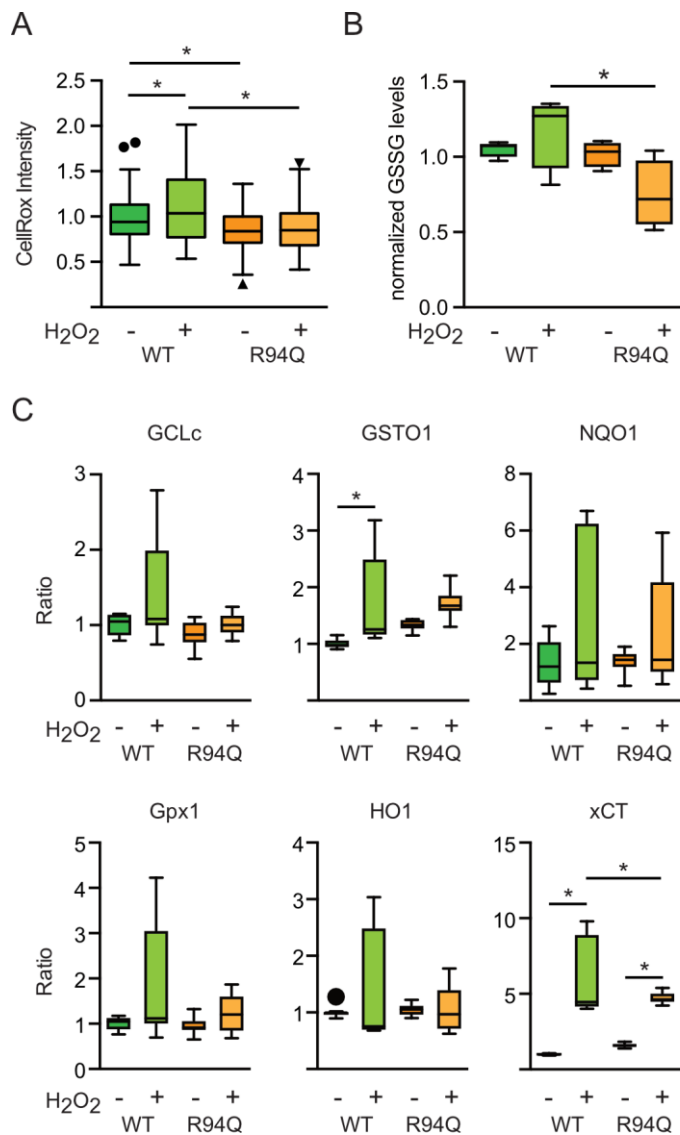 A
CellRox Intensity
2.5
2.0
1.5
1.0
0.5
* * *
H₂O₂ - + - +
WT R94Q
B
normalized GSSG levels
1.5
1.0
0.5
0.0
*
H₂O₂ - + - +
WT R94Q
C
GCLc
Ratio
3
2
1
0
H₂O₂ - + - +
WT R94Q
GSTO1
4
3
2
1
0
*
- + - +
WT R94Q
NQO1
8
6
4
2
0
- + - +
WT R94Q
Gpx1
Ratio
5
4
3
2
1
0
H₂O₂ - + - +
WT R94Q
HO1
4
3
2
1
0
- + - +
WT R94Q
xCT
15
10
5
0
* * *
- + - +
WT R94Q